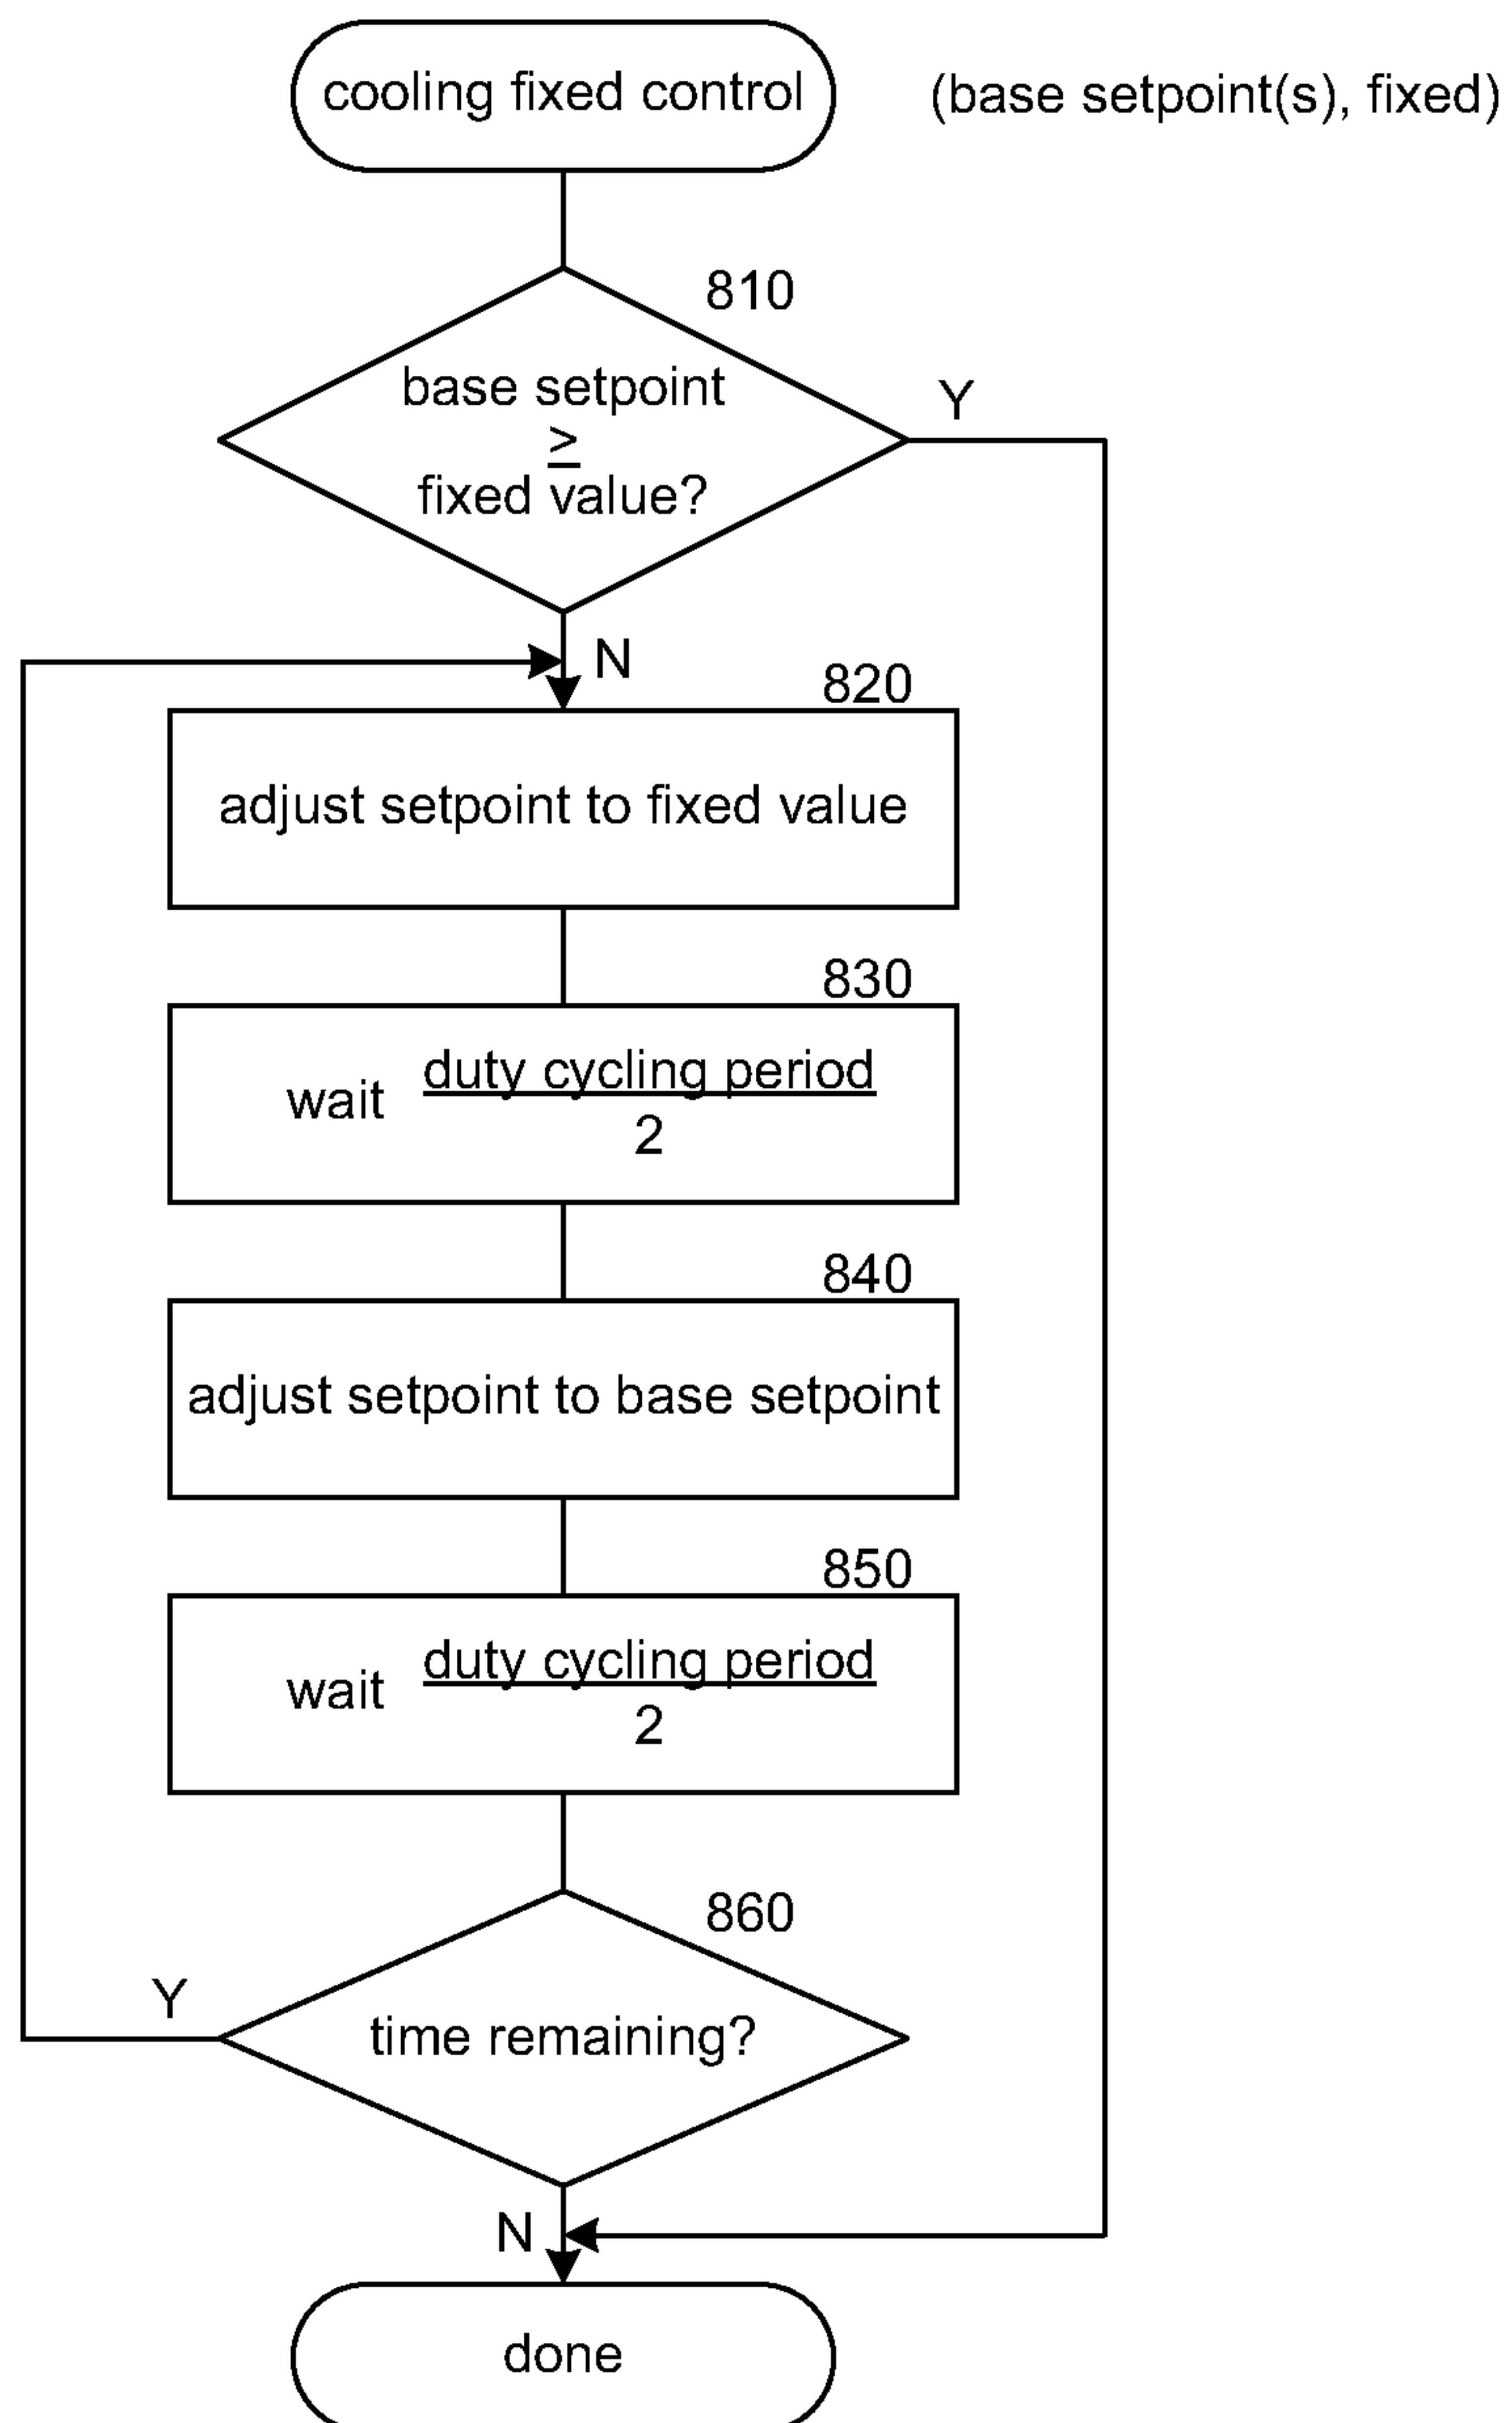 cooling fixed control
(base setpoint(s), fixed)
810
base setpoint
≥
fixed value?
Y
N
820
adjust setpoint to fixed value
830
duty cycling period
wait
2
840
adjust setpoint to base setpoint
850
duty cycling period
wait
2
860
Y
time remaining?
N
done